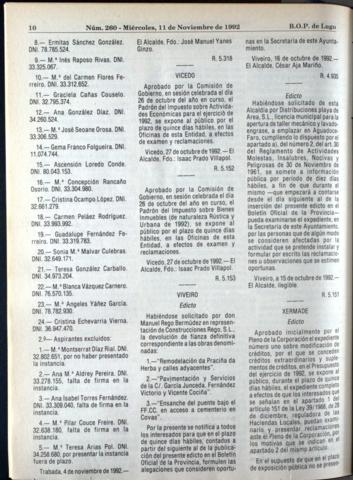 10 Núm. 260 - Miércoles, 11 de Noviembre de 1992 B.O.P. de Lugo
8.— Ermitas Sánchez González.
DNI. 78.785.524.
9.— M.ª Inés Raposo Rivas. DNI.
33.325.067.
10.— M.ª del Carmen Flores Fe-
rreiro. DNI. 33.312.852.
11.— Graciela Cañas Couselo.
DNI. 32.795.374.
12.— Ana González Díaz. DNI.
34.260.524.
13.— M.ª José Seoane Orosa. DNI.
33.306.529.
14.— Gema Franco Folgueira. DNI.
11.074.744.
15.— Ascensión Loredo Conde.
DNI. 80.043.153.
16.— M.ª Concepción Rancaño
Osorio. DNI. 33.304.980.
17.— Cristina Ocampo López. DNI.
32.661.279.
18.— Carmen Peláez Rodríguez.
DNI. 33.993.992.
19.— Guadalupe Fernández Fe-
rreiro. DNI. 33.319.783.
20.— Sonia M.ª Malvar Culebras.
DNI. 32.649.171.
21.— Teresa González Carballo.
DNI. 34.973.204.
22.— M.ª Blanca Vázquez Carnero.
DNI. 76.570.135.
23.— M.ª Angeles Yáñez García.
DNI. 78.782.930.
24.— Cristina Echevarría Vierna.
DNI. 36.947.470.
2.º— Aspirantes excluidos:
1.— M.ª Montserrat Díaz Rial. DNI.
32.802.651, por no haber presentado
la instancia.
2.— Ana M.ª Aldrey Pereira. DNI.
33.278.155, falta de firma en la
instancia.
3.— Ana Isabel Torres Fernández.
DNI. 33.309.040, falta de firma en la
instancia.
4.— M.ª Pilar Couce Freire. DNI.
32.638.180, falta de firma en la
instancia.
5.— M.ª Teresa Arias Pol. DNI.
34.256.680, por presentar la instancia
fuera de plazo.
Trabada, 4 de noviembre de 1992.—
El Alcalde, Fdo.: José Manuel Yanes
Ginzo.
R. 5.318
VICEDO
Aprobado por la Comisión de
Gobierno, en sesión celebrada el día
26 de octubre del año en curso, el
Padrón del Impuesto sobre Activida-
des Económicas para el ejercicio de
1992, se expone al público por el
plazo de quince días hábiles, en las
Oficinas de esta Entidad, a efectos
de examen y reclamaciones.
Vicedo, 27 de octubre de 1992.— El
Alcalde, Fdo.: Isaac Prado Villapol.
R. 5.152
Aprobado por la Comisión de
Gobierno, en sesión celebrada el día
26 de octubre del año en curso, el
Padrón del Impuesto sobre Bienes
Inmuebles (de naturaleza Rústica y
Urbana de 1992), se expone al
público por el plazo de quince días
hábiles, en las Oficinas de esta
Entidad, a efectos de examen y
reclamaciones.
Vicedo, 27 de octubre de 1992.— El
Alcalde, Fdo.: Isaac Prado Villapol.
R. 5.153
VIVEIRO
Edicto
Habiéndose solicitado por don
Manuel Rego Bermúdez en represen-
tación de Construcciones Rego, S.L.,
la devolución de fianza definitiva
correspondiente a las obras denomi-
nadas:
1.—"Remodelación da Praciña da
Herba y calles adyacentes".
2.—"Pavimentación y Servicios
de la C/. García Junceda, Fernández
Victorio y Vicente Cociña".
3.—"Ensanche del puente bajo el
FF.CC. en acceso a cementerio en
Covas".
Por la presente se notifica a todos
los interesados para que en el plazo
de quince días hábiles, contados a
partir del siguiente al de la publica-
ción del presente edicto en el Boletín
Oficial de la Provincia, formulen las
alegaciones que consideren oportu-
nas en la Secretaría de este Ayunta-
miento.
Viveiro, 16 de octubre de 1992.—
El Alcalde, César Aja Mariño.
R. 4.935
Edicto
Habiéndose solicitado de esta
Alcaldía por Distribuciones playa de
Area, S.L., licencia municipal para la
apertura de taller mecánico y lavado-
engrase, a emplazar en Aguadoce-
Faro, cumpliendo lo dispuesto por el
apartado a), del número 2, del art. 30
del Reglamento de Actividades
Molestas, Insalubres, Nocivas y
Peligrosas de 30 de Noviembre de
1961, se somete a información
pública por período de diez días
hábiles, a fin de que durante el
mismo —que empezará a contarse
desde el día siguiente al de la
inserción del presente edicto en el
Boletín Oficial de la Provincia—
pueda examinarse el expediente, en
la Secretaría de este Ayuntamiento,
por las personas que de algún modo
se consideren afectadas por la
actividad que se pretende instalar y
formular por escrito las reclamacio-
nes u observaciones que se estimen
oportunas.
Viveiro, a 15 de octubre de 1992.—
El Alcalde, ilegible.
R. 5.151
XERMADE
Edicto
Aprobado inicialmente por el
Pleno de la Corporación el expediente
número uno sobre modificación de
créditos, por el que se conceden
créditos extraordinarios y suple-
mentos de créditos, en el Presupuesto
del ejercicio de 1992, se expone al
público, durante el plazo de quince
días hábiles, el expediente completo
a efectos de que los interesados que
se señalan en el apartado 1 del
artículo 151 de la Ley 39/1988, de 28
de diciembre, reguladora de las
Haciendas Locales, puedan exami-
narlo, y presentar reclamaciones
ante el Pleno de la Corporación, por
los motivos que se indican en el
apartado 2 del mismo artículo.
En el supuesto de que en el plazo
de exposición pública no se presen-